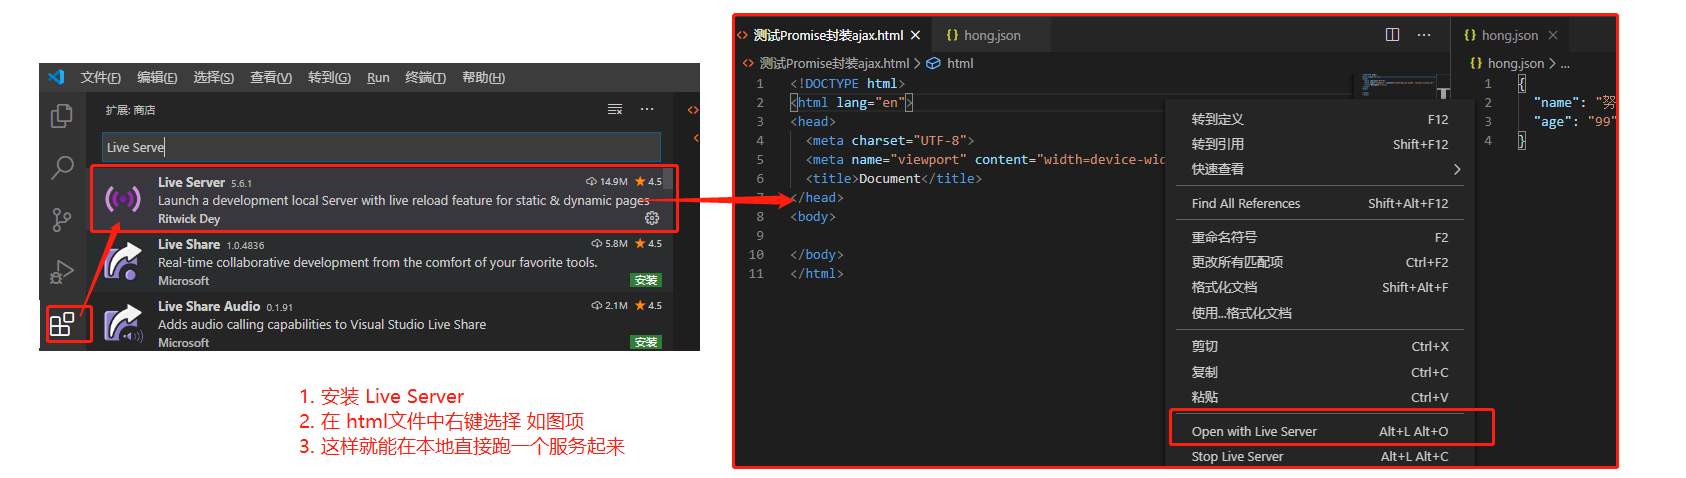 文件(F) 编辑(E) 选择(S) 查看(V) 转到(G) Run 终端(T) 帮助(H)
扩展: 商店
Live Serve
Live Server 5.6.1 14.9M ★ 4.5
Launch a development local Server with live reload feature for static & dynamic pages
Ritwick Dey
Live Share 1.0.4836 5.8M ★ 4.5
Real-time collaborative development from the comfort of your favorite tools.
Microsoft 安装
Live Share Audio 0.1.91 2.1M ★ 4.5
Adds audio calling capabilities to Visual Studio Live Share
Microsoft 安装
1. 安装 Live Server
2. 在 html文件中右键选择 如图项
3. 这样就能在本地直接跑一个服务起来
测试Promise封装ajax.html × {} hong.json
测试Promise封装ajax.html > html
1 <!DOCTYPE html>
2 <html lang="en">
3 <head>
4 <meta charset="UTF-8">
5 <meta name="viewport" content="width=device-wid
6 <title>Document</title>
7 </head>
8 <body>
9
10 </body>
11 </html>
转到定义 F12
转到引用 Shift+F12
快速查看 >
Find All References Shift+Alt+F12
重命名符号 F2
更改所有匹配项 Ctrl+F2
格式化文档 Shift+Alt+F
使用...格式化文档
剪切 Ctrl+X
复制 Ctrl+C
粘贴 Ctrl+V
Open with Live Server Alt+L Alt+O
Stop Live Server Alt+L Alt+C
{} hong.json ×
{} hong.json > ...
1 {
2 "name": "努
3 "age": "99"
4 }